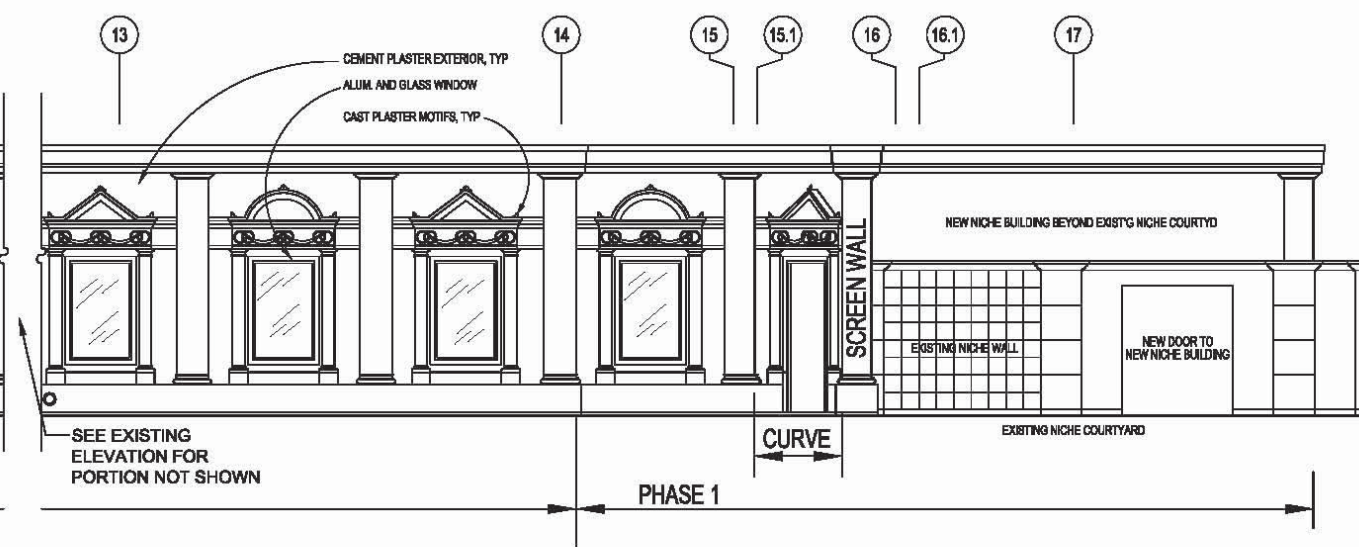 13
14
15
15.1
16
16.1
17
CEMENT PLASTER EXTERIOR, TYP
ALUM. AND GLASS WINDOW
CAST PLASTER MOTIFS, TYP
NEW NICHE BUILDING BEYOND EXIST'G NICHE COURTYD
SCREEN WALL
EXISTING NICHE WALL
NEW DOOR TO
NEW NICHE BUILDING
EXISTING NICHE COURTYARD
SEE EXISTING
ELEVATION FOR
PORTION NOT SHOWN
CURVE
PHASE 1